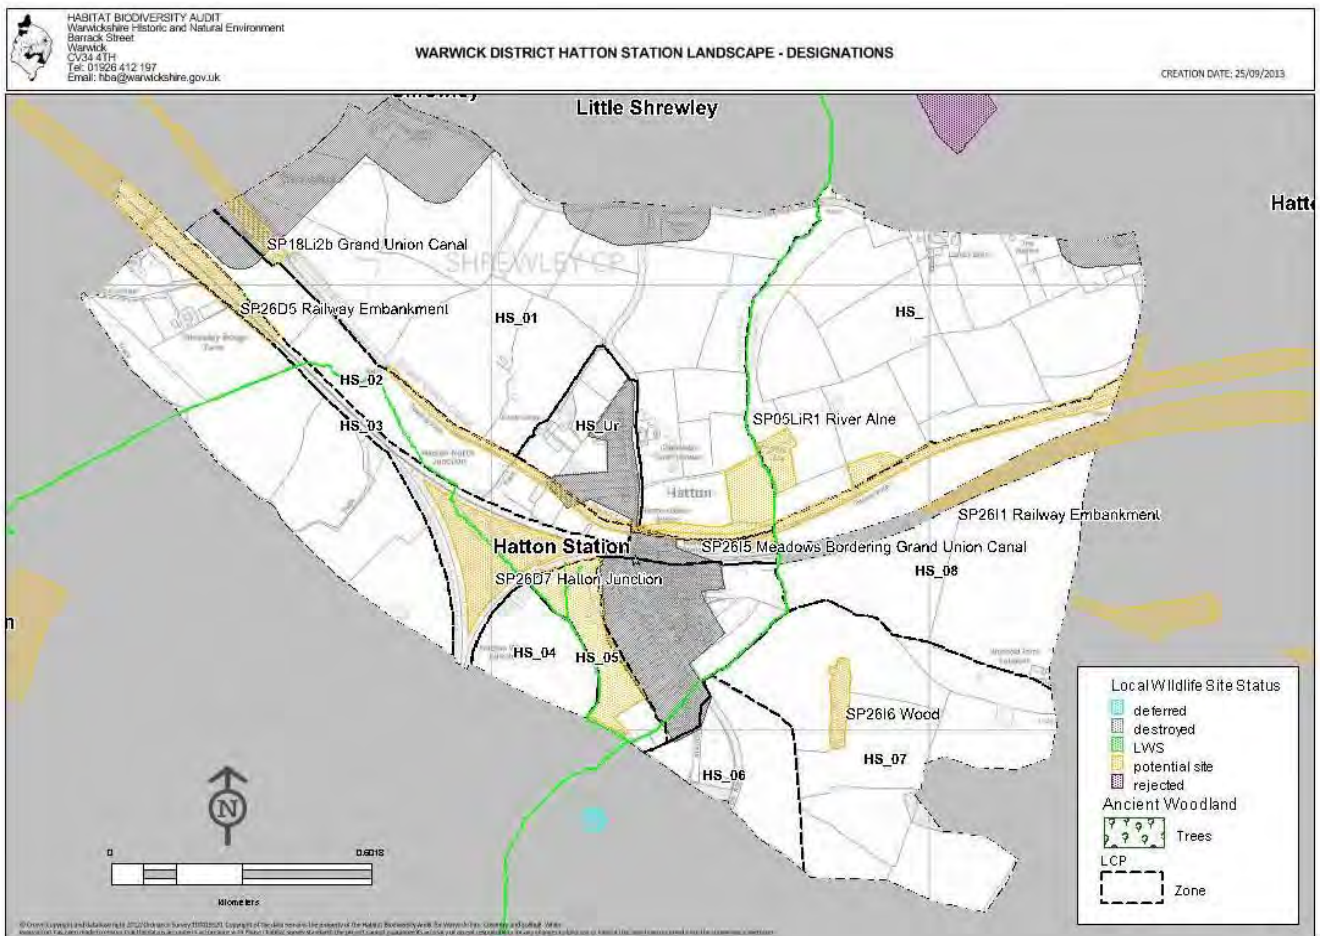 HABITAT BIODIVERSITY AUDIT
Warwickshire Historic and Natural Environment
Barrack Street
Warwick
CV34 4TH
Tel: 01926 412 197
Email: hba@warwickshire.gov.uk
WARWICK DISTRICT HATTON STATION LANDSCAPE - DESIGNATIONS
CREATION DATE: 25/09/2013
Little Shrewley
SP18Li2b Grand Union Canal
SHREWLEY CP
SP26D5 Railway Embankment
HS_01
HS_
HS_02
HS_03
HS_Ur
SP05LiR1 River Alne
Hatton North
Junction
Hatton
SP26I1 Railway Embankment
Hatton Station
SP26I5 Meadows Bordering Grand Union Canal
SP26D7 Hatton Junction
HS_08
HS_04
HS_05
SP26I6 Wood
HS_06
HS_07
N
0
0.6018
kilometers
Local Wildlife Site Status
deferred
destroyed
LWS
potential site
rejected
Ancient Woodland
Trees
LCP
Zone